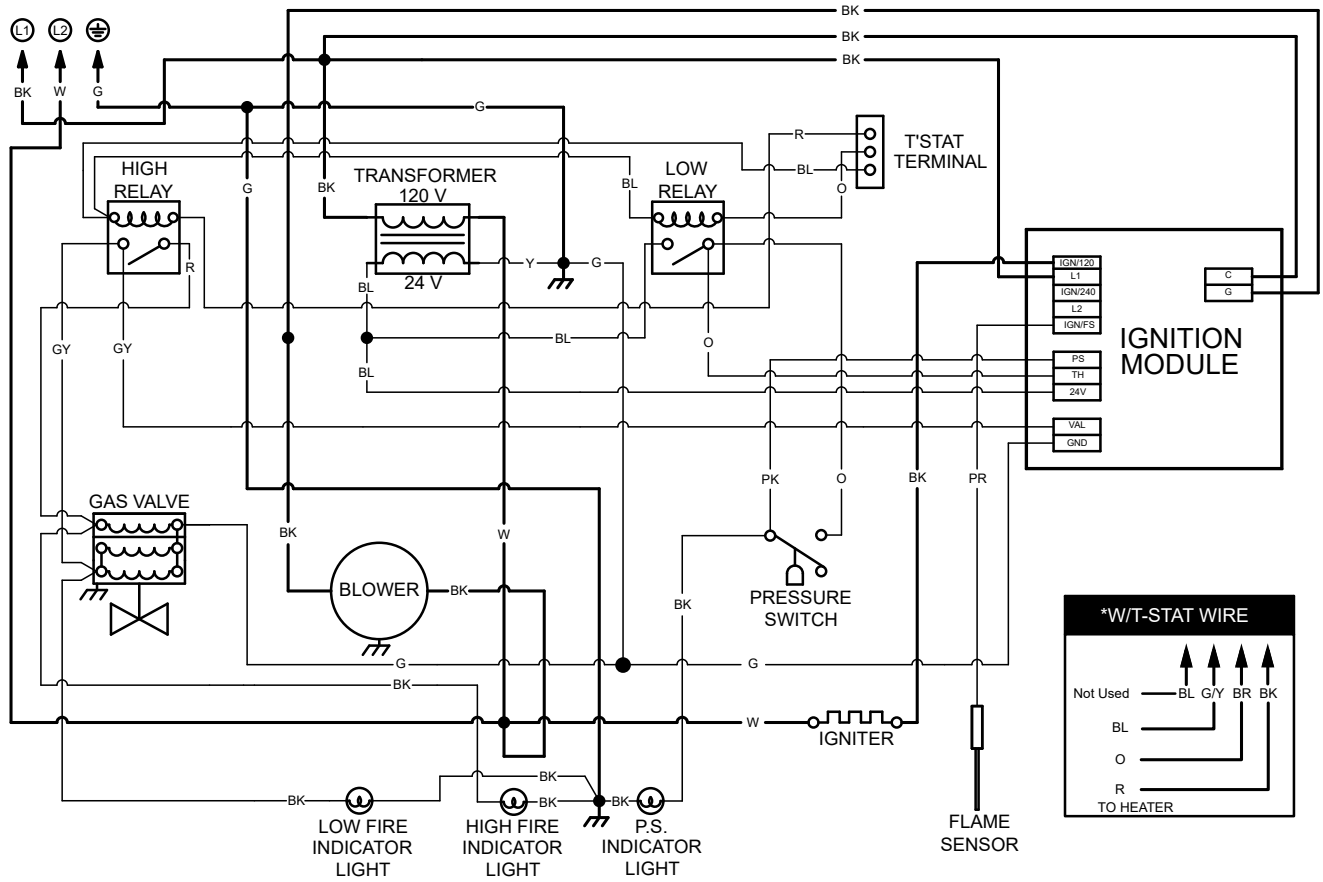 BK
L1
L2
BK
BK
BK
W
G
G
R
T'STAT
TERMINAL
HIGH
RELAY
TRANSFORMER
120 V
LOW
RELAY
BL
BL
O
G
BK
R
24 V
Y
G
BL
IGN/120
L1
IGN/240
L2
IGN/FS
C
G
IGNITION
MODULE
GY
GY
BL
O
BL
PS
TH
24V
VAL
GND
PK
O
BK
PR
GAS VALVE
BK
W
BLOWER
BK
BK
PRESSURE
SWITCH
*W/T-STAT WIRE
G
G
BK
Not Used
BL
G/Y
BR
BK
BL
O
R
TO HEATER
W
IGNITER
BK
BK
BK
BK
LOW FIRE
INDICATOR
LIGHT
HIGH FIRE
INDICATOR
LIGHT
P.S.
INDICATOR
LIGHT
FLAME
SENSOR